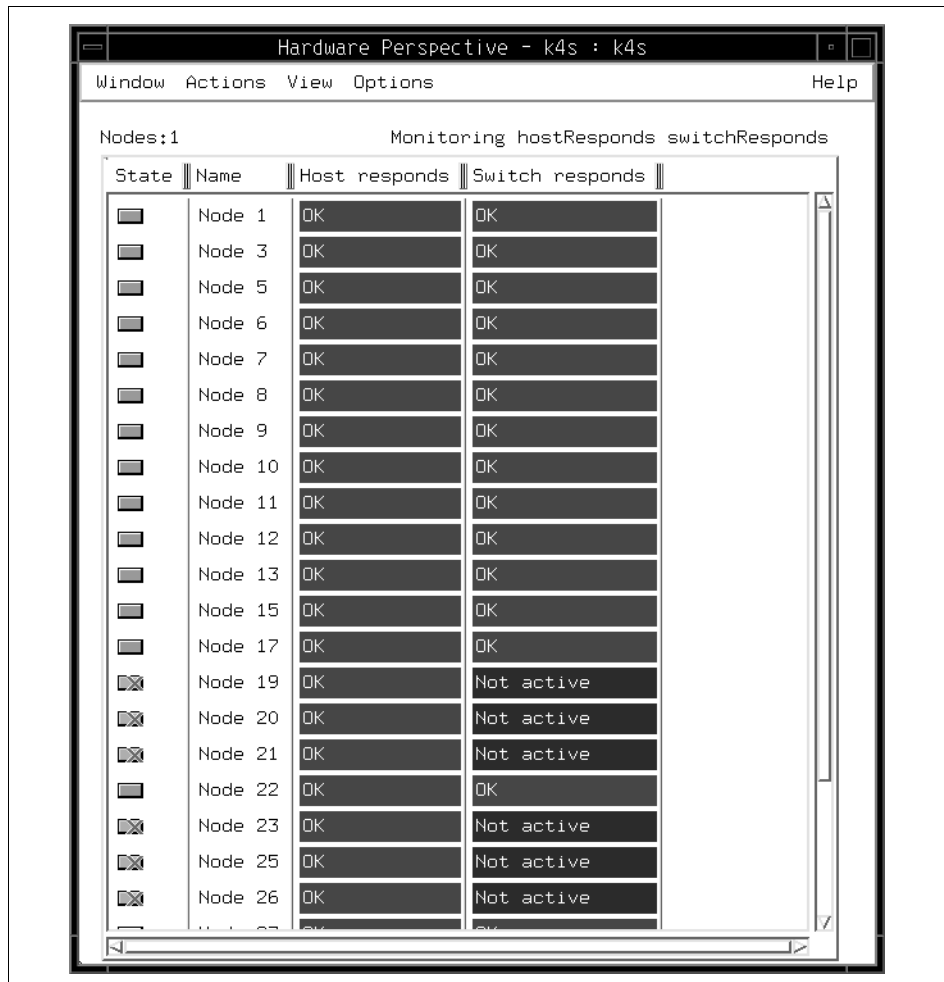 Hardware Perspective - k4s : k4s
Window Actions View Options Help
Nodes:1 Monitoring hostResponds switchResponds
State Name Host responds Switch responds
Node 1 OK OK
Node 3 OK OK
Node 5 OK OK
Node 6 OK OK
Node 7 OK OK
Node 8 OK OK
Node 9 OK OK
Node 10 OK OK
Node 11 OK OK
Node 12 OK OK
Node 13 OK OK
Node 15 OK OK
Node 17 OK OK
Node 19 OK Not active
Node 20 OK Not active
Node 21 OK Not active
Node 22 OK OK
Node 23 OK Not active
Node 25 OK Not active
Node 26 OK Not active